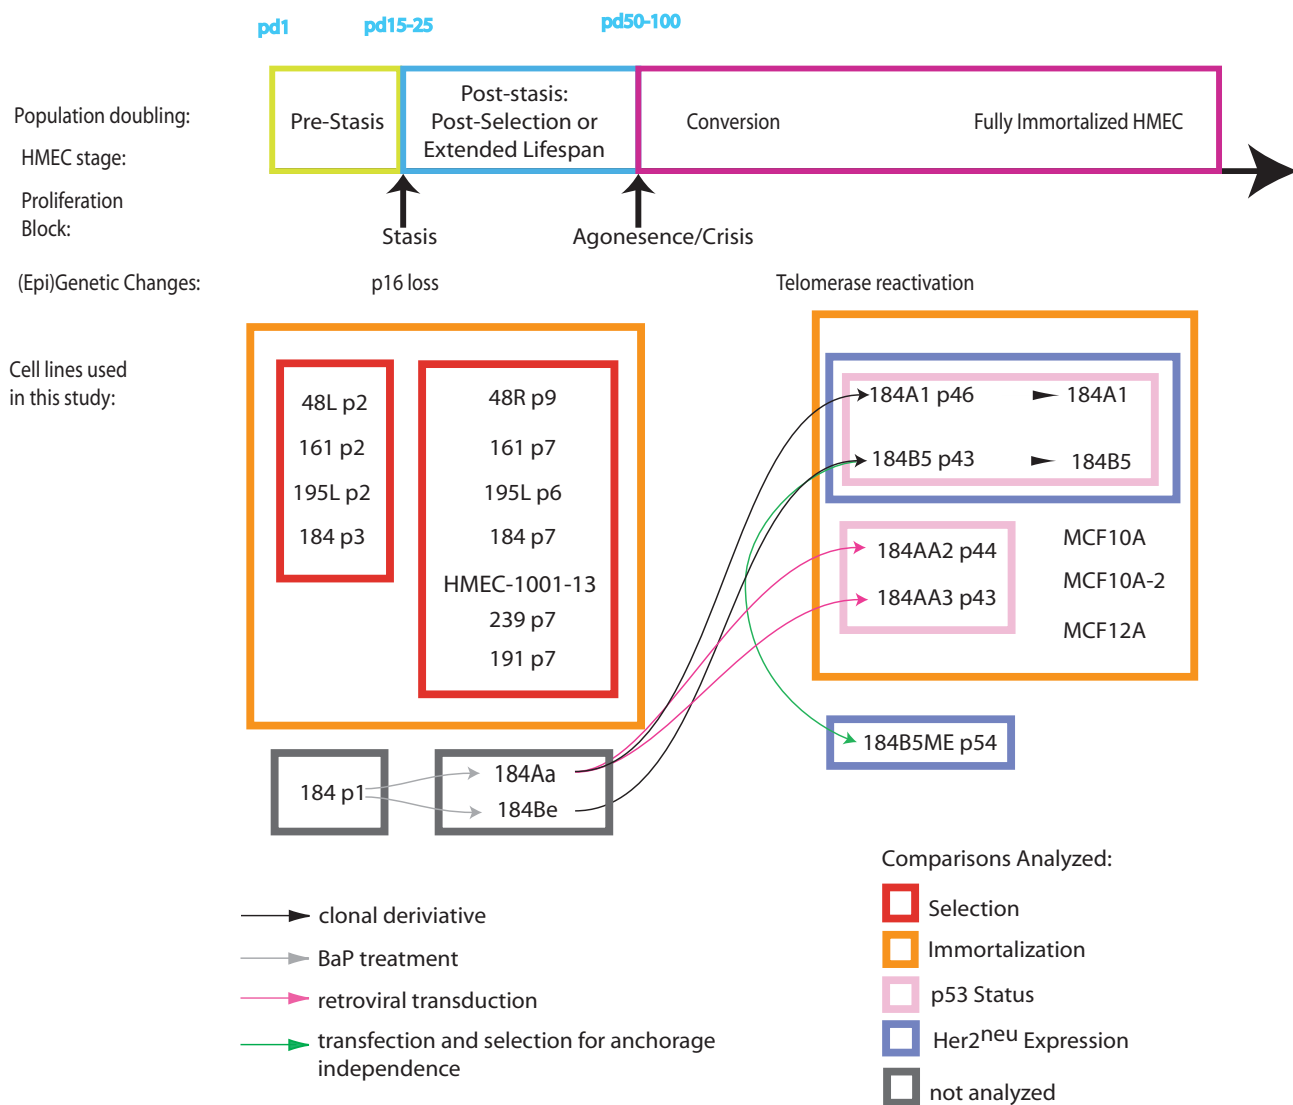 pd1
pd15-25
pd50-100
Population doubling:
HMEC stage:
Proliferation
Block:
Pre-Stasis
Post-stasis:
Post-Selection or
Extended Lifespan
Conversion
Fully Immortalized HMEC
Stasis
Agonesence/Crisis
(Epi)Genetic Changes:
p16 loss
Telomerase reactivation
Cell lines used
in this study:
48L p2
161 p2
195L p2
184 p3
48R p9
161 p7
195L p6
184 p7
HMEC-1001-13
239 p7
191 p7
184A1 p46
184A1
184B5 p43
184B5
184AA2 p44
184AA3 p43
MCF10A
MCF10A-2
MCF12A
184B5ME p54
184 p1
184Aa
184Be
clonal deriviative
BaP treatment
retroviral transduction
transfection and selection for anchorage
independence
Comparisons Analyzed:
Selection
Immortalization
p53 Status
Her2neu Expression
not analyzed